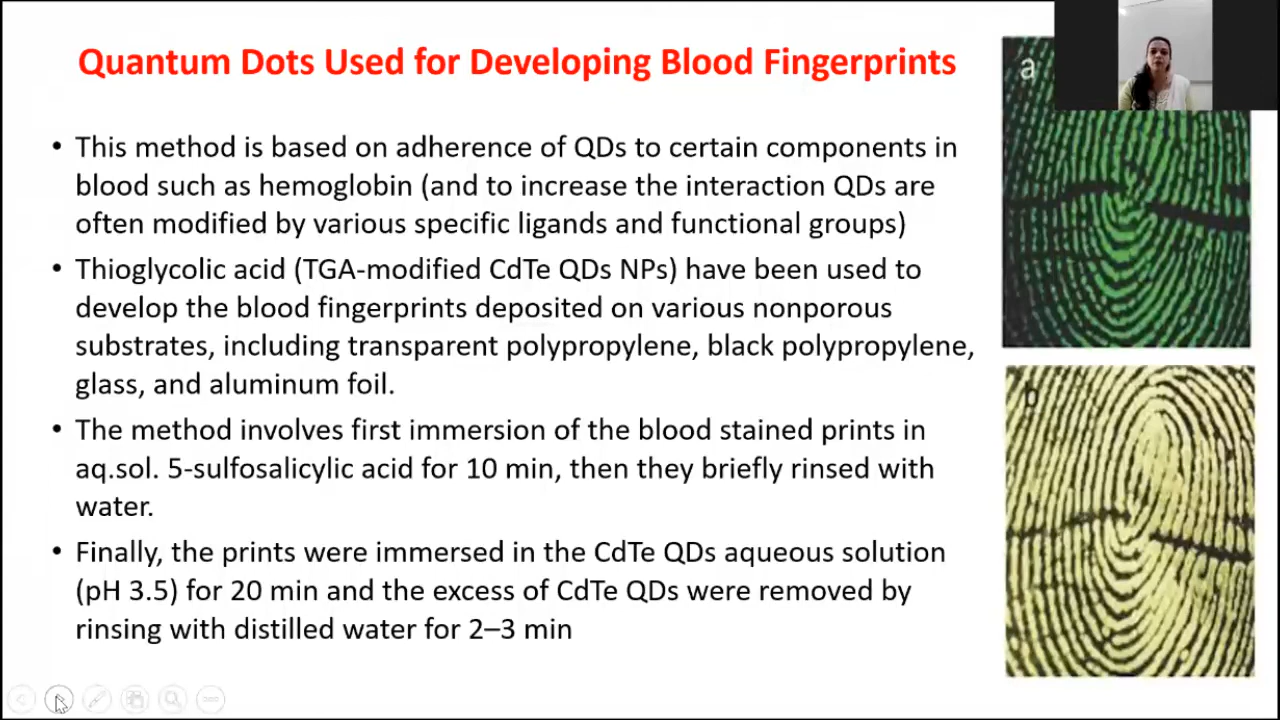 Quantum Dots Used for Developing Blood Fingerprints
• This method is based on adherence of QDs to certain components in
blood such as hemoglobin (and to increase the interaction QDs are
often modified by various specific ligands and functional groups)
• Thioglycolic acid (TGA-modified CdTe QDs NPs) have been used to
develop the blood fingerprints deposited on various nonporous
substrates, including transparent polypropylene, black polypropylene,
glass, and aluminum foil.
• The method involves first immersion of the blood stained prints in
aq.sol. 5-sulfosalicylic acid for 10 min, then they briefly rinsed with
water.
• Finally, the prints were immersed in the CdTe QDs aqueous solution
(pH 3.5) for 20 min and the excess of CdTe QDs were removed by
rinsing with distilled water for 2–3 min
a
b